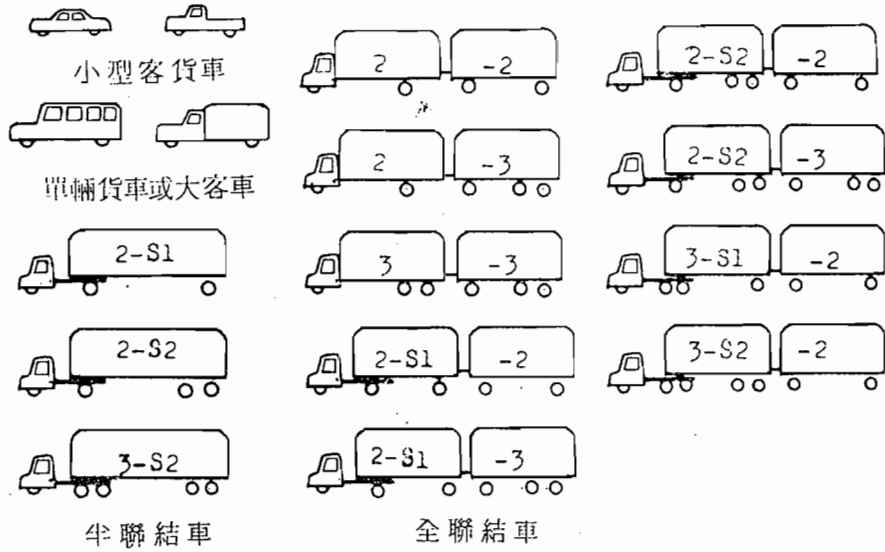 小型客貨車
單輛貨車或大客車
2-S1
2-S2
3-S2
半聯結車
2 -2
2 -3
3 -3
2-S1 -2
2-S1 -3
全聯結車
2-S2 -2
2-S2 -3
3-S1 -2
3-S2 -2